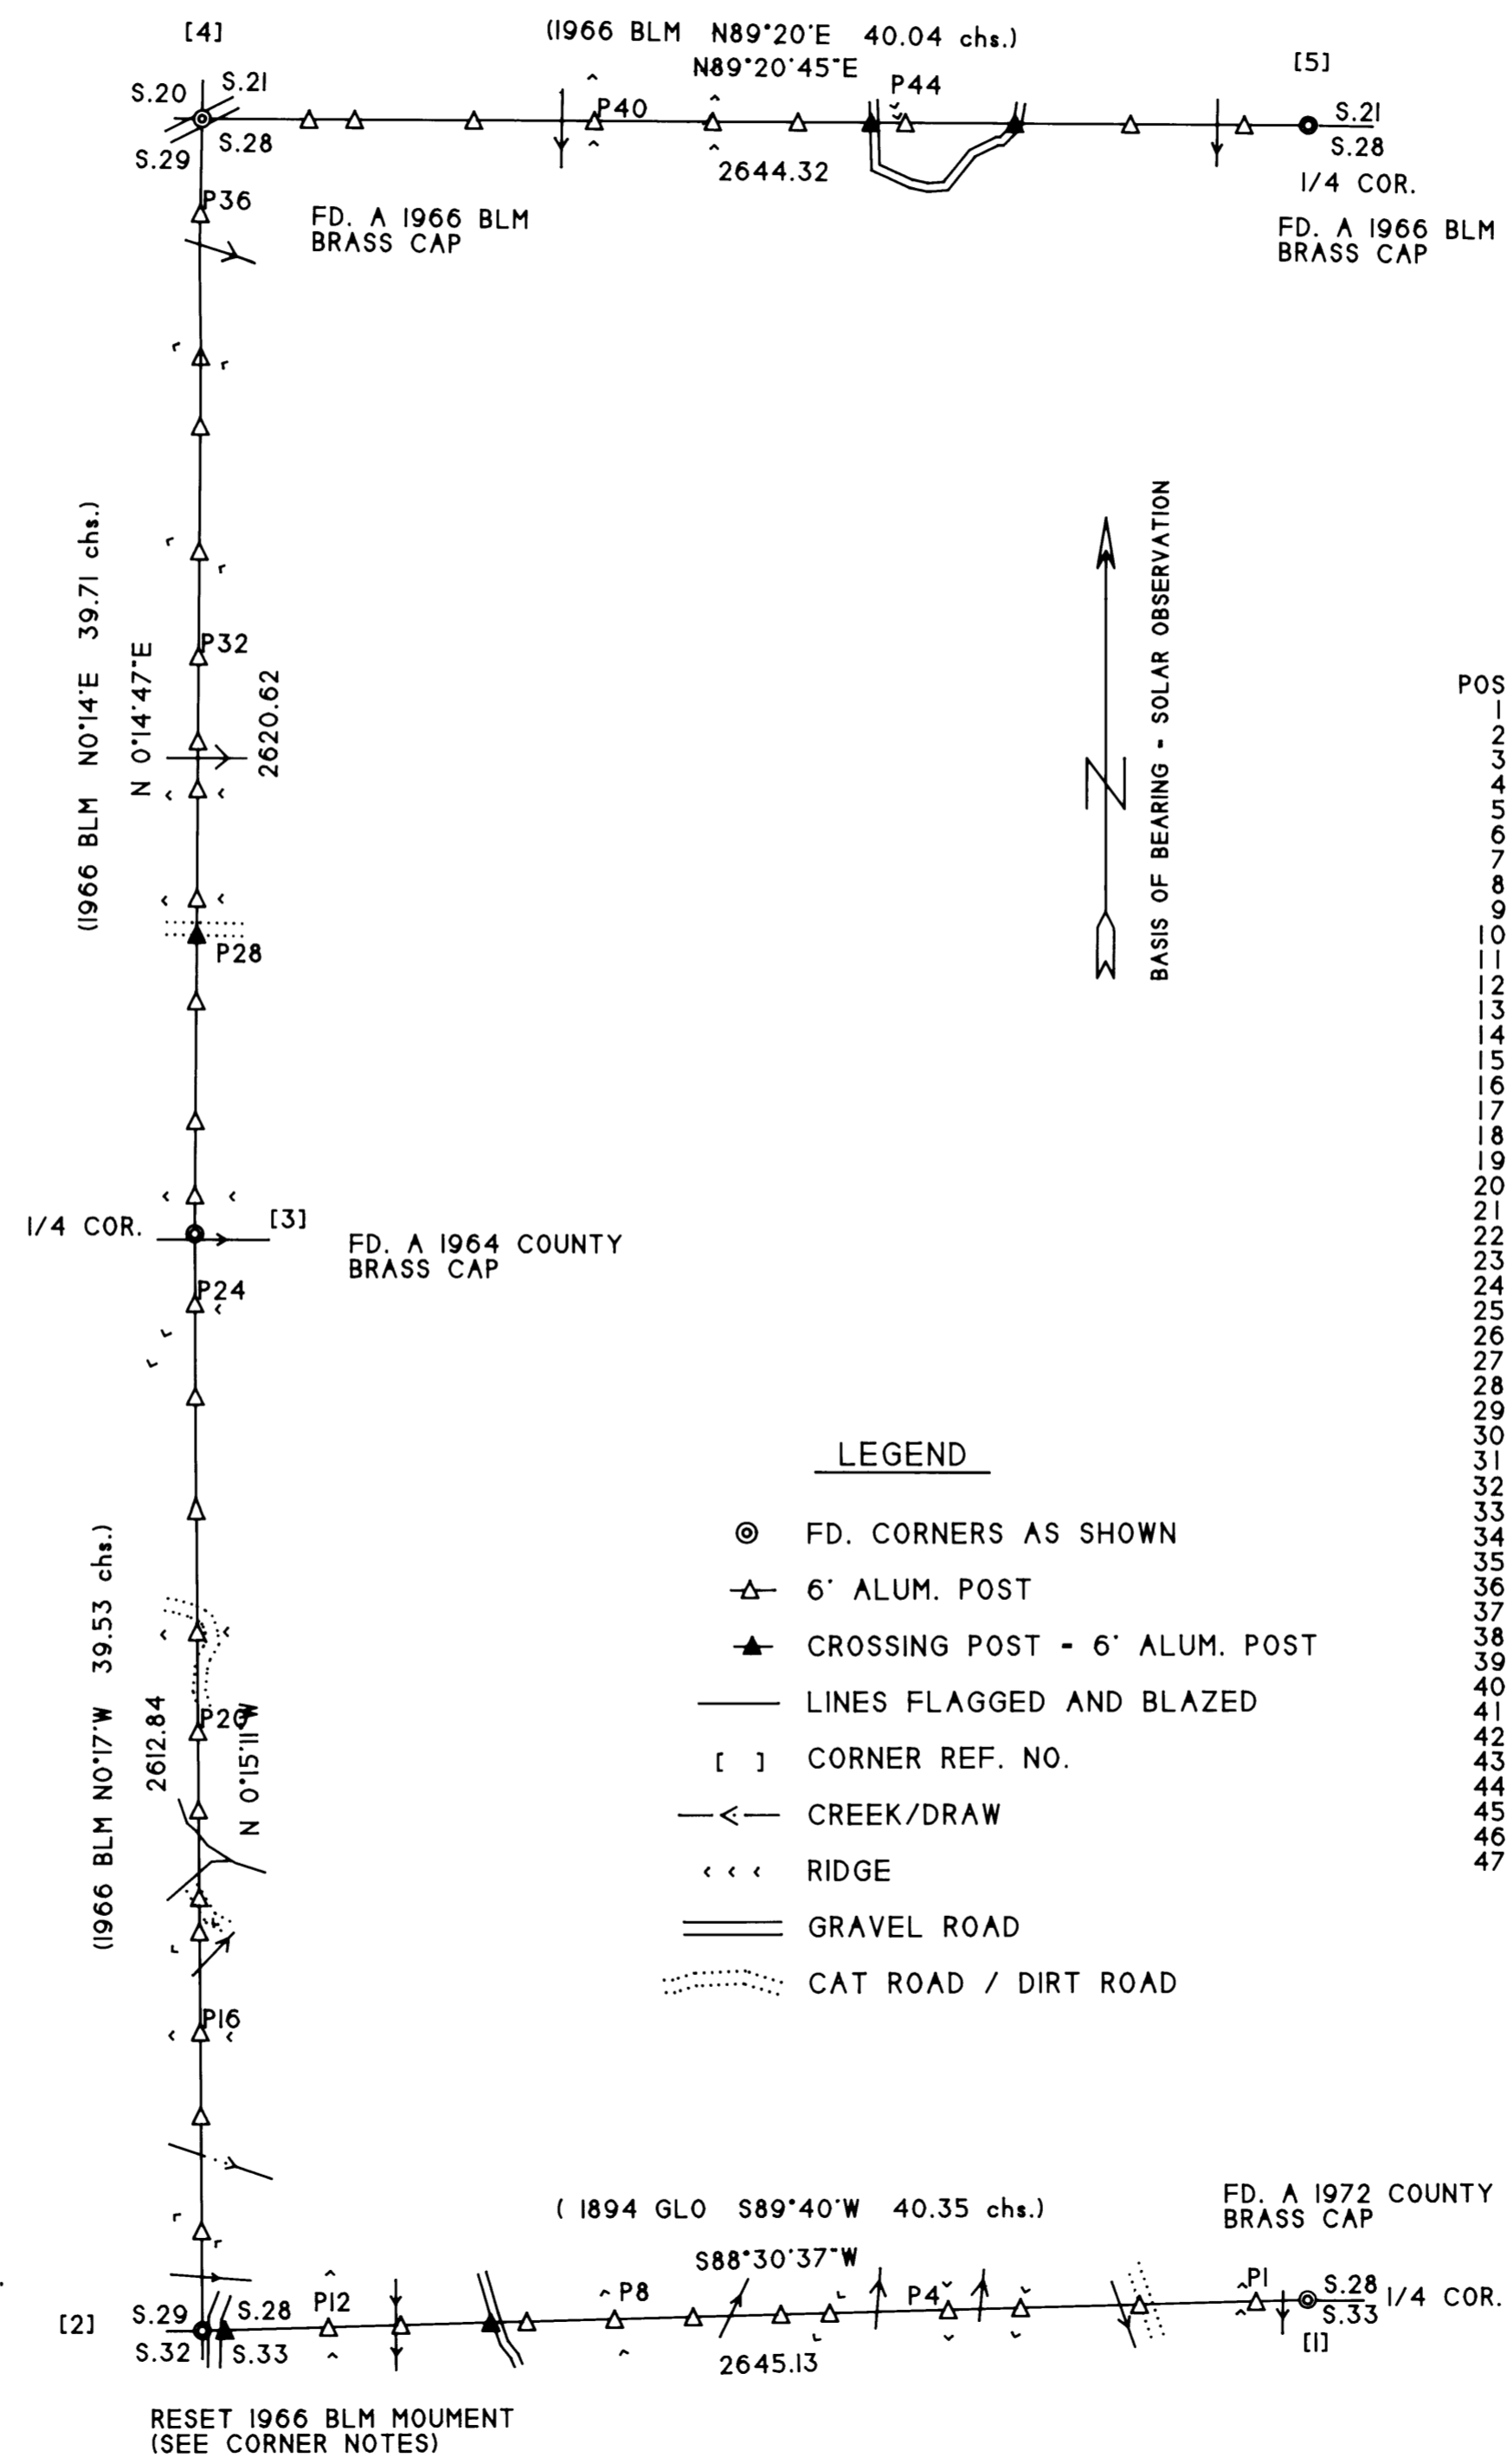 [4]
(1966 BLM N89°20'E 40.04 chs.)
N89°20'45"E
[5]
S.20
S.21
P40
P44
S.21
S.29
S.28
2644.32
S.28
1/4 COR.
P36
FD. A 1966 BLM
BRASS CAP
FD. A 1966 BLM
BRASS CAP
(1966 BLM N0°14'E 39.71 chs.)
N 0°14'47"E
2620.62
P32
P28
BASIS OF BEARING - SOLAR OBSERVATION
N
POS
1
2
3
4
5
6
7
8
9
10
11
12
13
14
15
16
17
18
19
20
21
22
23
24
25
26
27
28
29
30
31
32
33
34
35
36
37
38
39
40
41
42
43
44
45
46
47
1/4 COR.
[3]
FD. A 1964 COUNTY
BRASS CAP
P24
(1966 BLM N0°17'W 39.53 chs.)
2612.84
N 0°15'11"W
P20
P16
LEGEND
FD. CORNERS AS SHOWN
6' ALUM. POST
CROSSING POST - 6' ALUM. POST
LINES FLAGGED AND BLAZED
[ ] CORNER REF. NO.
CREEK/DRAW
RIDGE
GRAVEL ROAD
CAT ROAD / DIRT ROAD
(1894 GLO S89°40'W 40.35 chs.)
S88°30'37"W
FD. A 1972 COUNTY
BRASS CAP
[2]
S.29
S.28
P12
P8
P4
P1
S.28
1/4 COR.
S.32
S.33
2645.13
S.33
[1]
RESET 1966 BLM MOUMENT
(SEE CORNER NOTES)